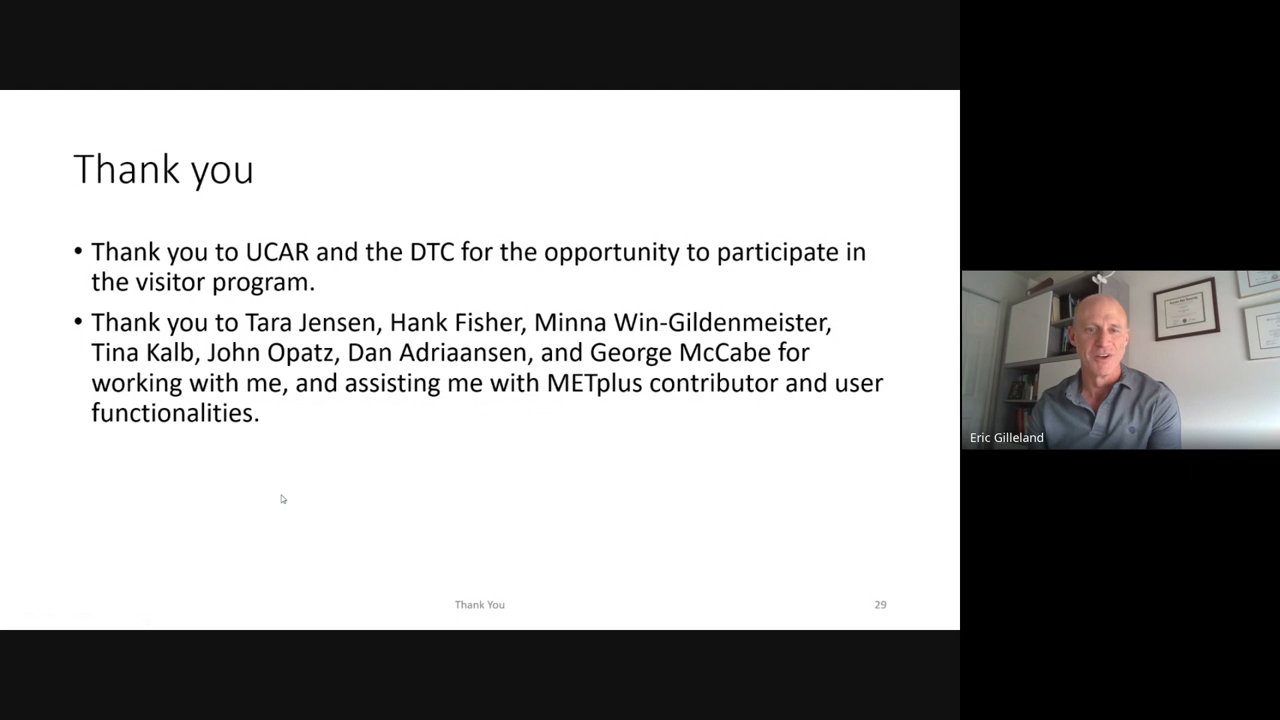 Thank you
• Thank you to UCAR and the DTC for the opportunity to participate in
the visitor program.
• Thank you to Tara Jensen, Hank Fisher, Minna Win-Gildenmeister,
Tina Kalb, John Opatz, Dan Adriaansen, and George McCabe for
working with me, and assisting me with METplus contributor and user
functionalities.
Thank You
29
Eric Gilleland